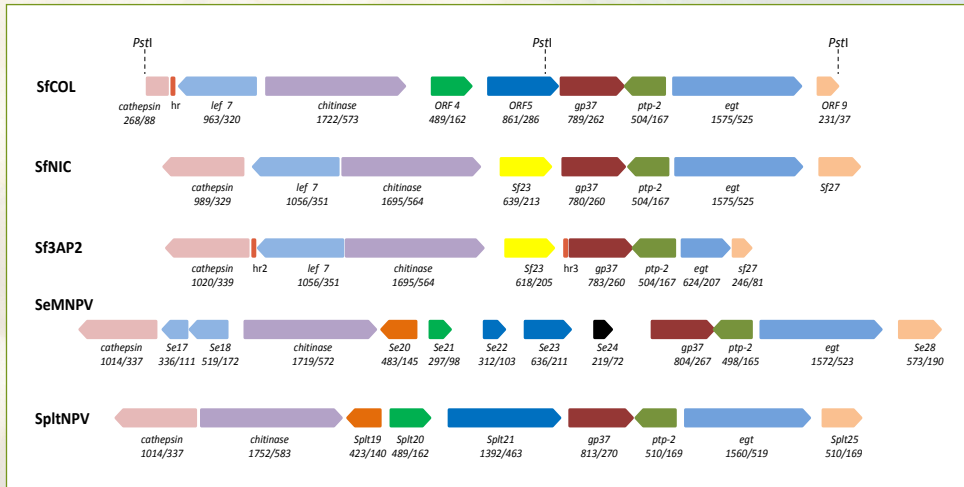 PstI PstI PstI
SfCOL
cathepsin hr lef 7 chitinase ORF 4 ORF5 gp37 ptp-2 egt ORF 9
268/88 963/320 1722/573 489/162 861/286 789/262 504/167 1575/525 231/37
SfNIC
cathepsin lef 7 chitinase Sf23 gp37 ptp-2 egt Sf27
989/329 1056/351 1695/564 639/213 780/260 504/167 1575/525
Sf3AP2
cathepsin hr2 lef 7 chitinase Sf23 hr3 gp37 ptp-2 egt sf27
1020/339 1056/351 1695/564 618/205 783/260 504/167 624/207 246/81
SeMNPV
cathepsin Se17 Se18 chitinase Se20 Se21 Se22 Se23 Se24 gp37 ptp-2 egt Se28
1014/337 336/111 519/172 1719/572 483/145 297/98 312/103 636/211 219/72 804/267 498/165 1572/523 573/190
SpltNPV
cathepsin chitinase Splt19 Splt20 Splt21 gp37 ptp-2 egt Splt25
1014/337 1752/583 423/140 489/162 1392/463 813/270 510/169 1560/519 510/169